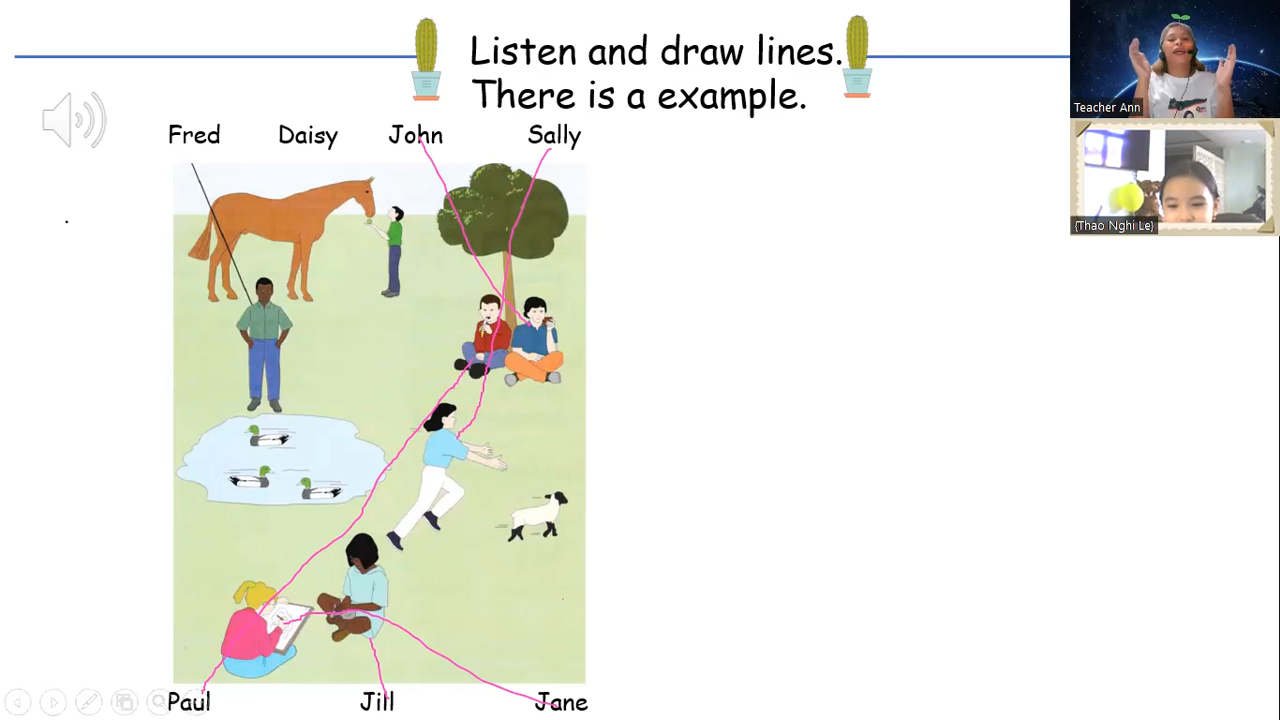 Listen and draw lines.
There is a example.
Teacher Ann
Fred Daisy John Sally
{Thao Nghi Le}
Paul Jill Jane